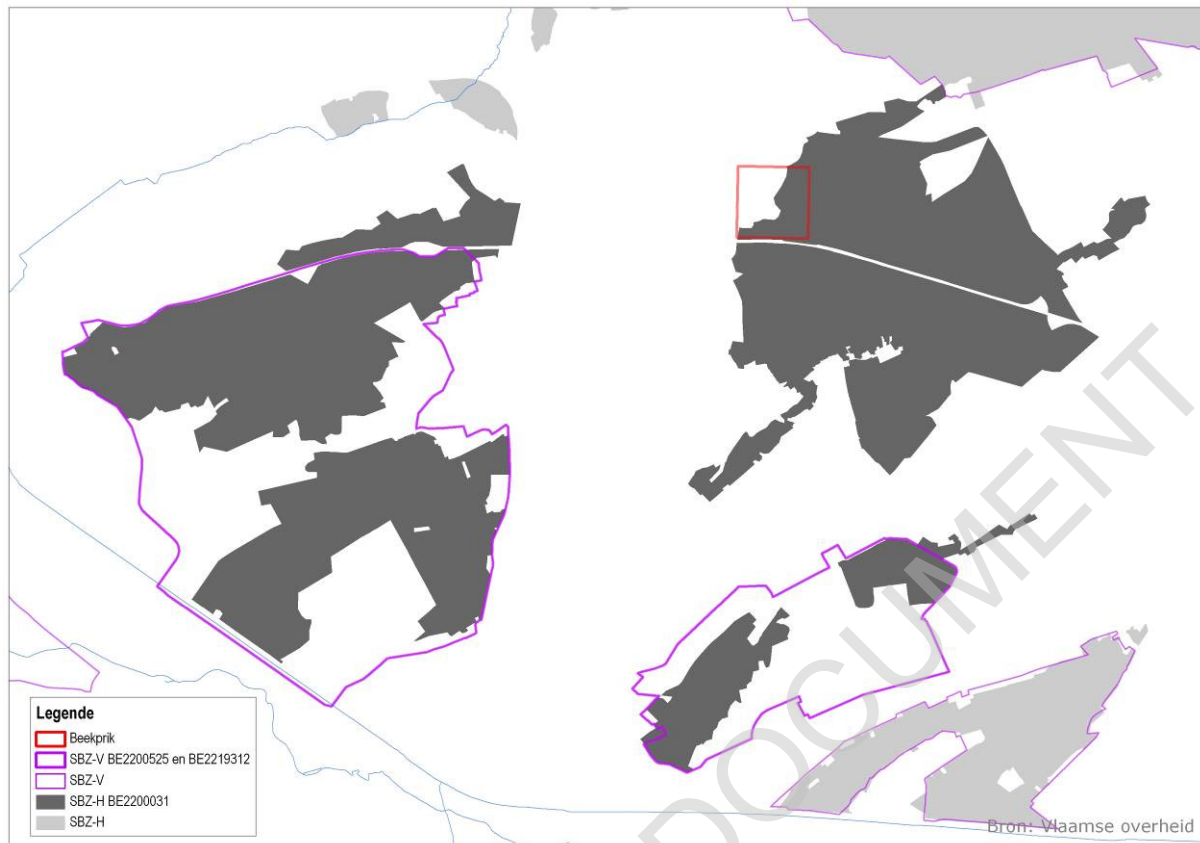 Legende
Beekprik
SBZ-V BE2200525 en BE2219312
SBZ-V
SBZ-H BE2200031
SBZ-H
DOCUMENT
Bron: Vlaamse overheid